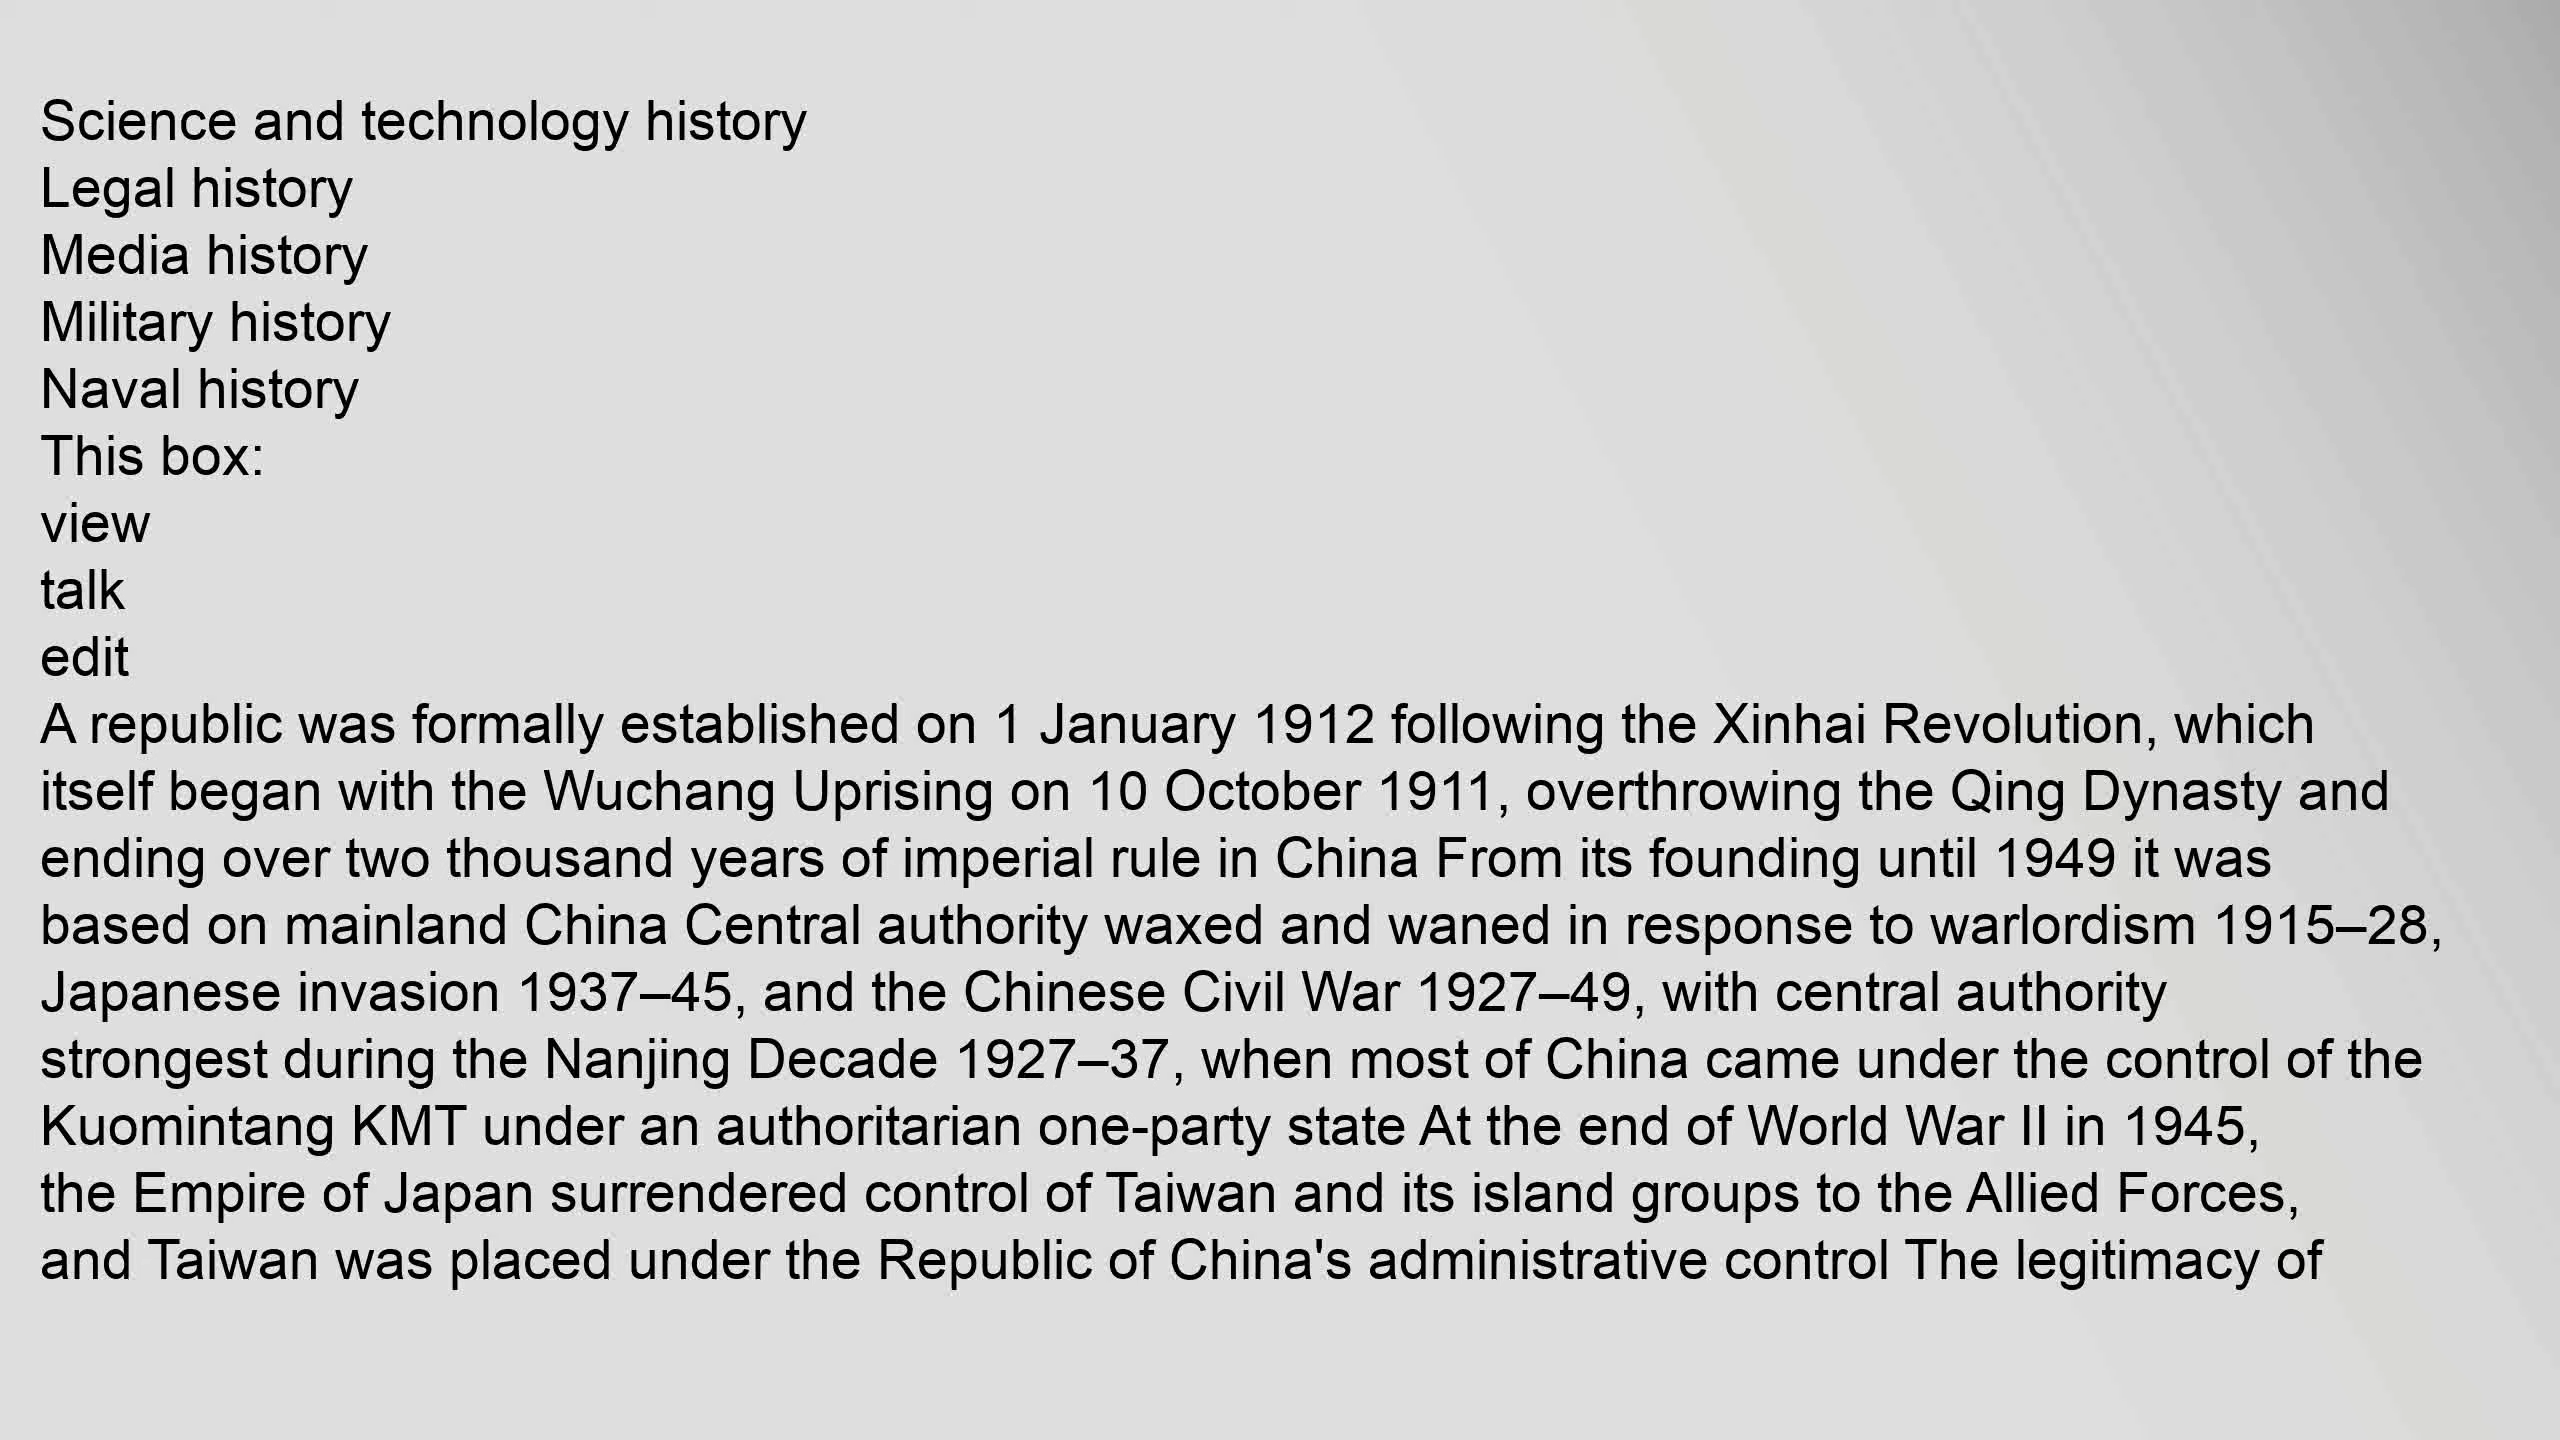 Science and technology history
Legal history
Media history
Military history
Naval history
This box:
view
talk
edit
A republic was formally established on 1 January 1912 following the Xinhai Revolution, which
itself began with the Wuchang Uprising on 10 October 1911, overthrowing the Qing Dynasty and
ending over two thousand years of imperial rule in China From its founding until 1949 it was
based on mainland China Central authority waxed and waned in response to warlordism 1915–28,
Japanese invasion 1937–45, and the Chinese Civil War 1927–49, with central authority
strongest during the Nanjing Decade 1927–37, when most of China came under the control of the
Kuomintang KMT under an authoritarian one-party state At the end of World War II in 1945,
the Empire of Japan surrendered control of Taiwan and its island groups to the Allied Forces,
and Taiwan was placed under the Republic of China's administrative control The legitimacy of